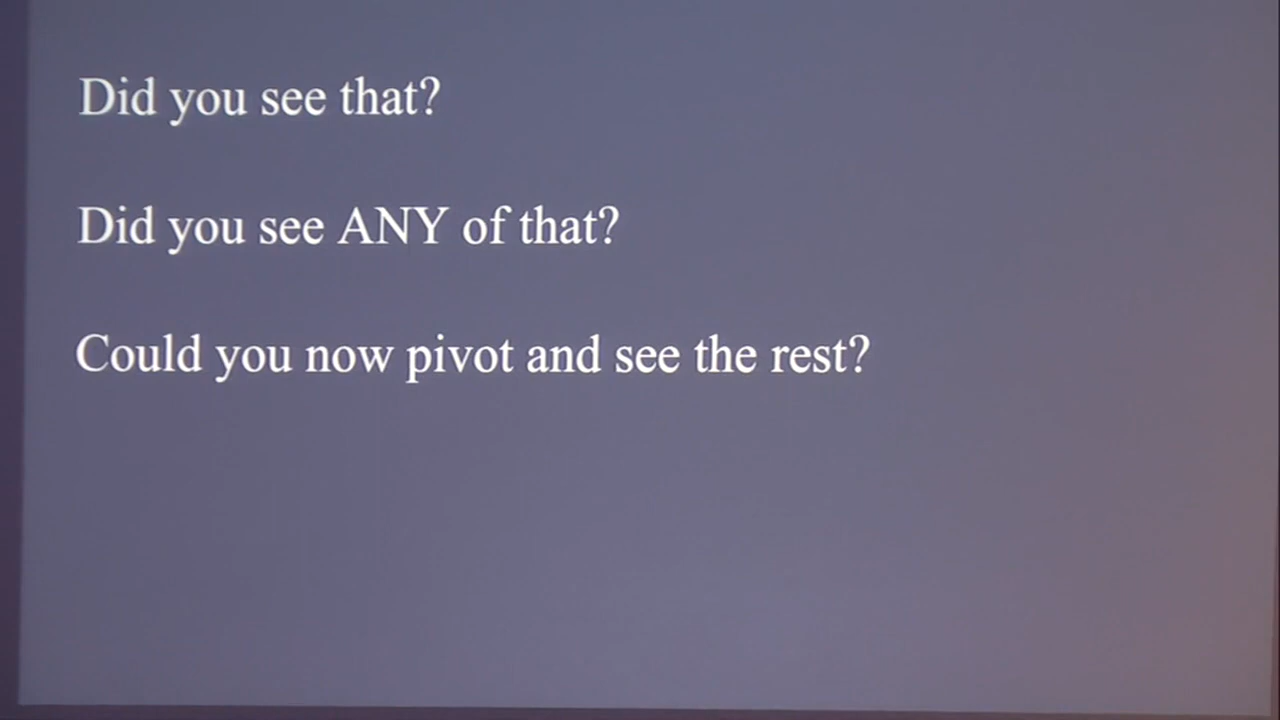 Did you see that?
Did you see ANY of that?
Could you now pivot and see the rest?